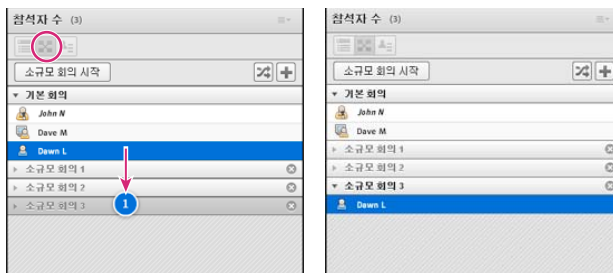 참석자 수 (3)
소규모 회의 시작
기본 회의
John N
Dave M
Dawn L
소규모 회의 1
소규모 회의 2
소규모 회의 3
1
참석자 수 (3)
소규모 회의 시작
기본 회의
John N
Dave M
소규모 회의 1
소규모 회의 2
소규모 회의 3
Dawn L